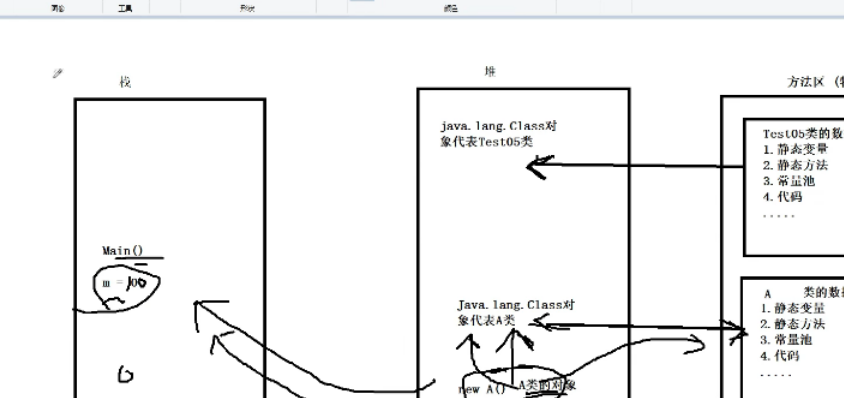 工具
形状
颜色
栈
堆
方法区
java.lang.Class对
象代表Test05类
Test05类的数
1.静态变量
2.静态方法
3.常量池
4.代码
.....
Main()
m = 100
Java.lang.Class对
象代表A类
A 类的数据
1.静态变量
2.静态方法
3.常量池
4.代码
.....
new A()
A类的对象